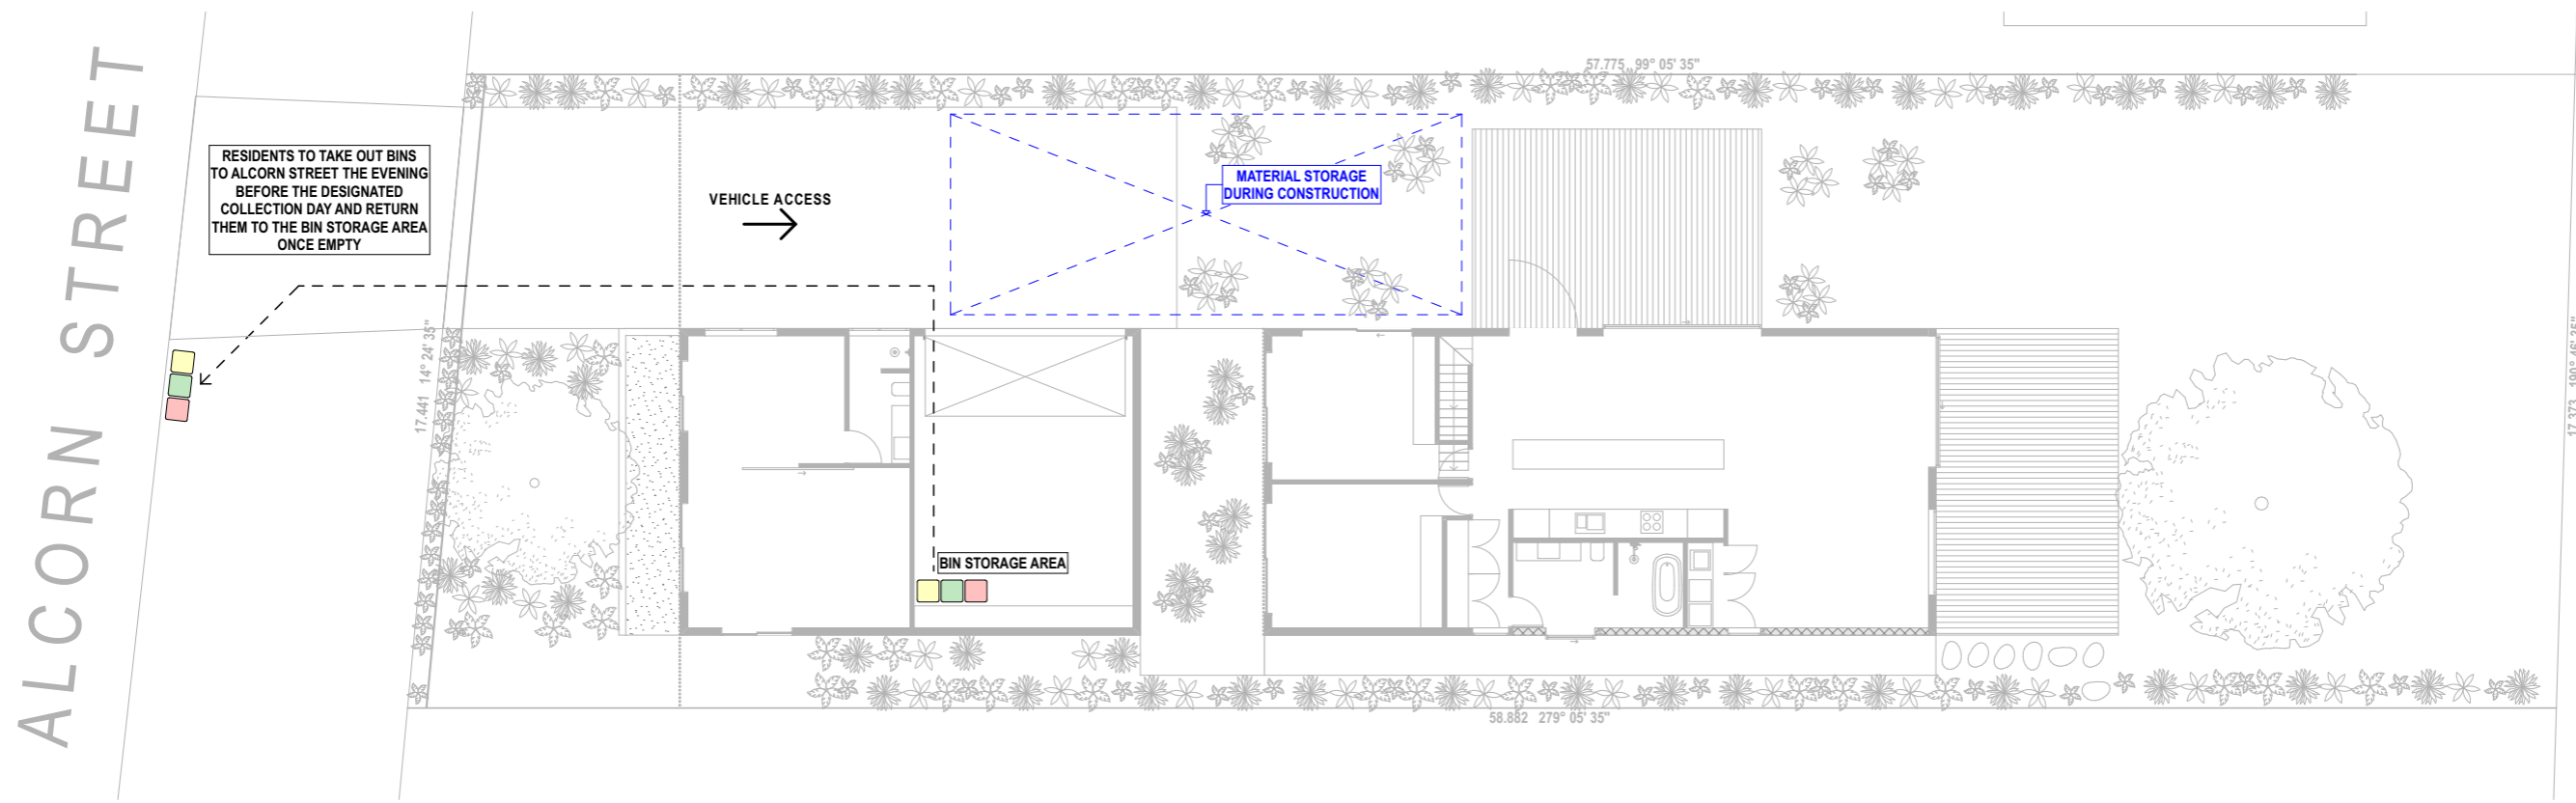 ALCORN STREET
RESIDENTS TO TAKE OUT BINS
TO ALCORN STREET THE EVENING
BEFORE THE DESIGNATED
COLLECTION DAY AND RETURN
THEM TO THE BIN STORAGE AREA
ONCE EMPTY
57.775 99° 05' 35"
VEHICLE ACCESS
MATERIAL STORAGE
DURING CONSTRUCTION
17.441 14° 24' 35"
BIN STORAGE AREA
58.882 279° 05' 35"
17.373